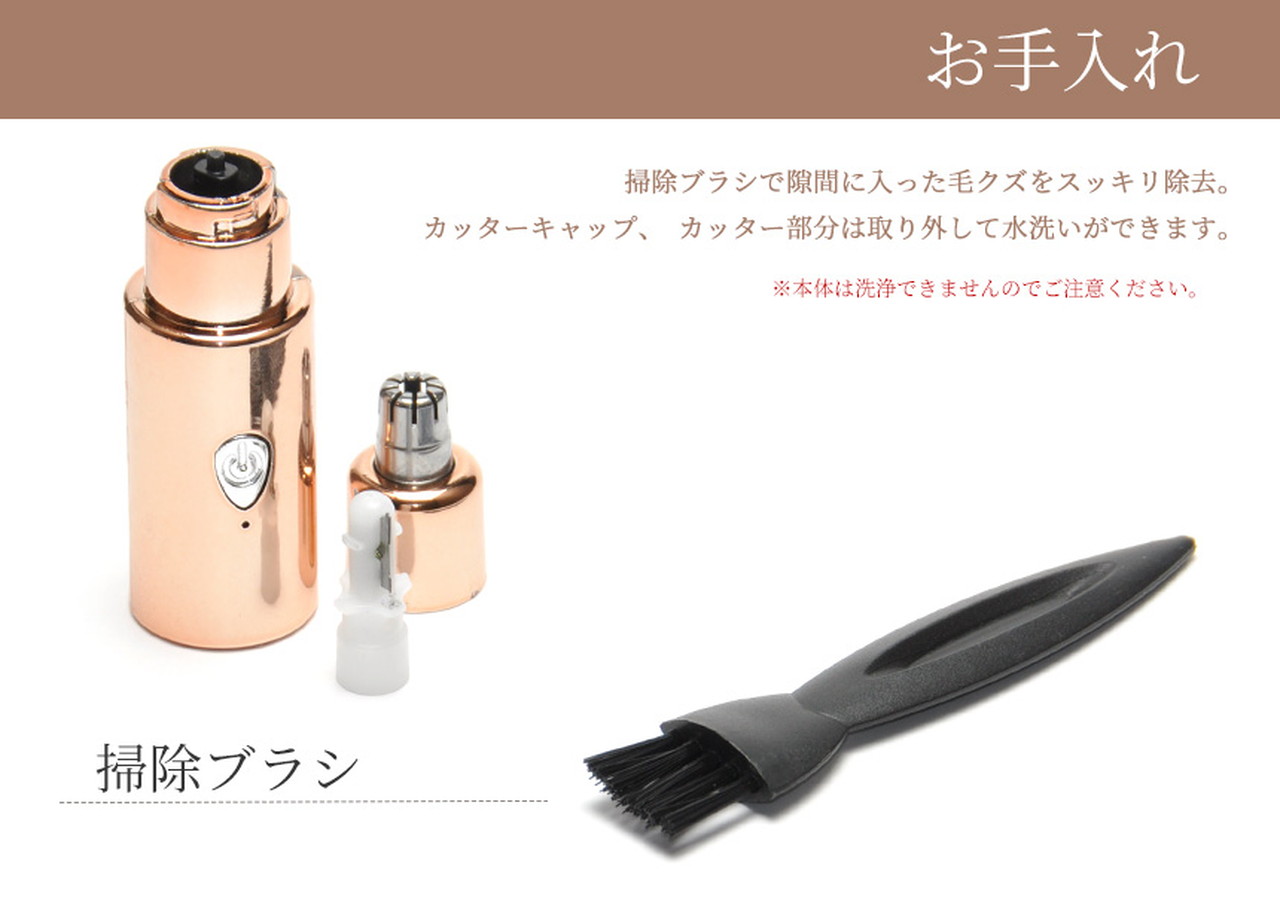 お手入れ
掃除ブラシで隙間に入った毛クズをスッキリ除去。
カッターキャップ、 カッター部分は取り外して水洗いができます。
※本体は洗浄できませんのでご注意ください。
掃除ブラシ